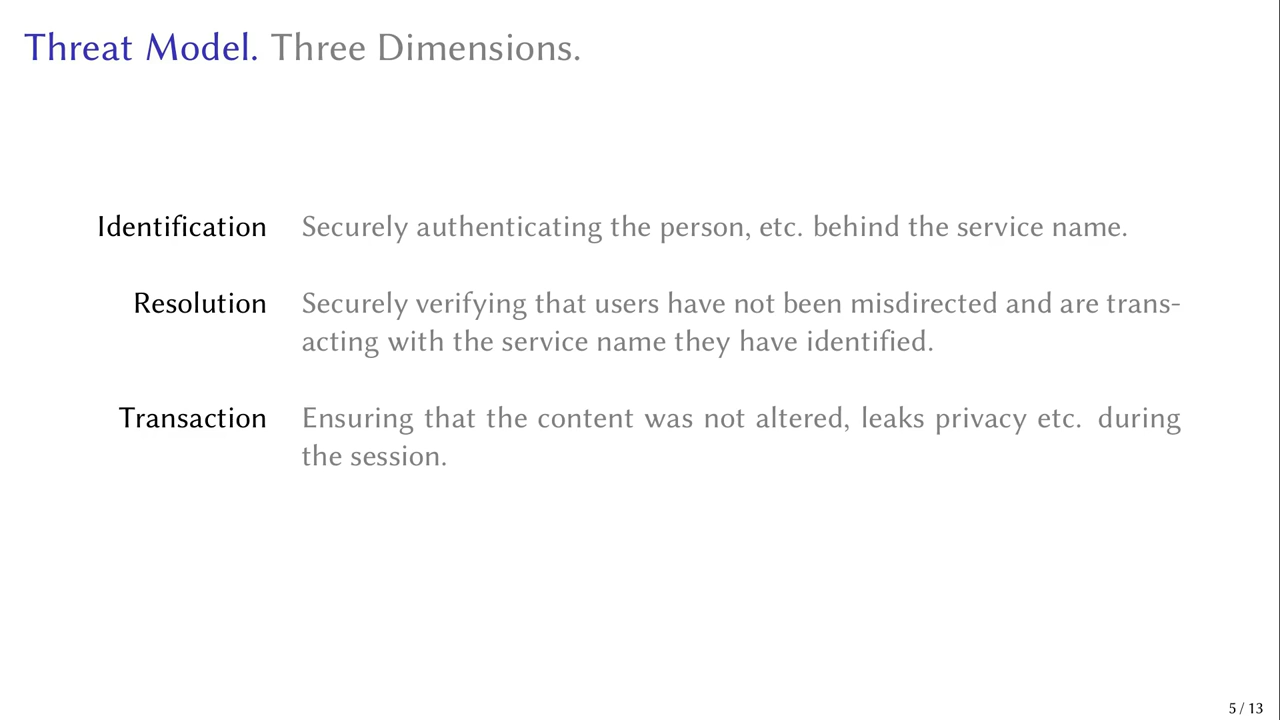 Threat Model. Three Dimensions.
Identification Securely authenticating the person, etc. behind the service name.
Resolution Securely verifying that users have not been misdirected and are trans-
acting with the service name they have identified.
Transaction Ensuring that the content was not altered, leaks privacy etc. during
the session.
5 / 13